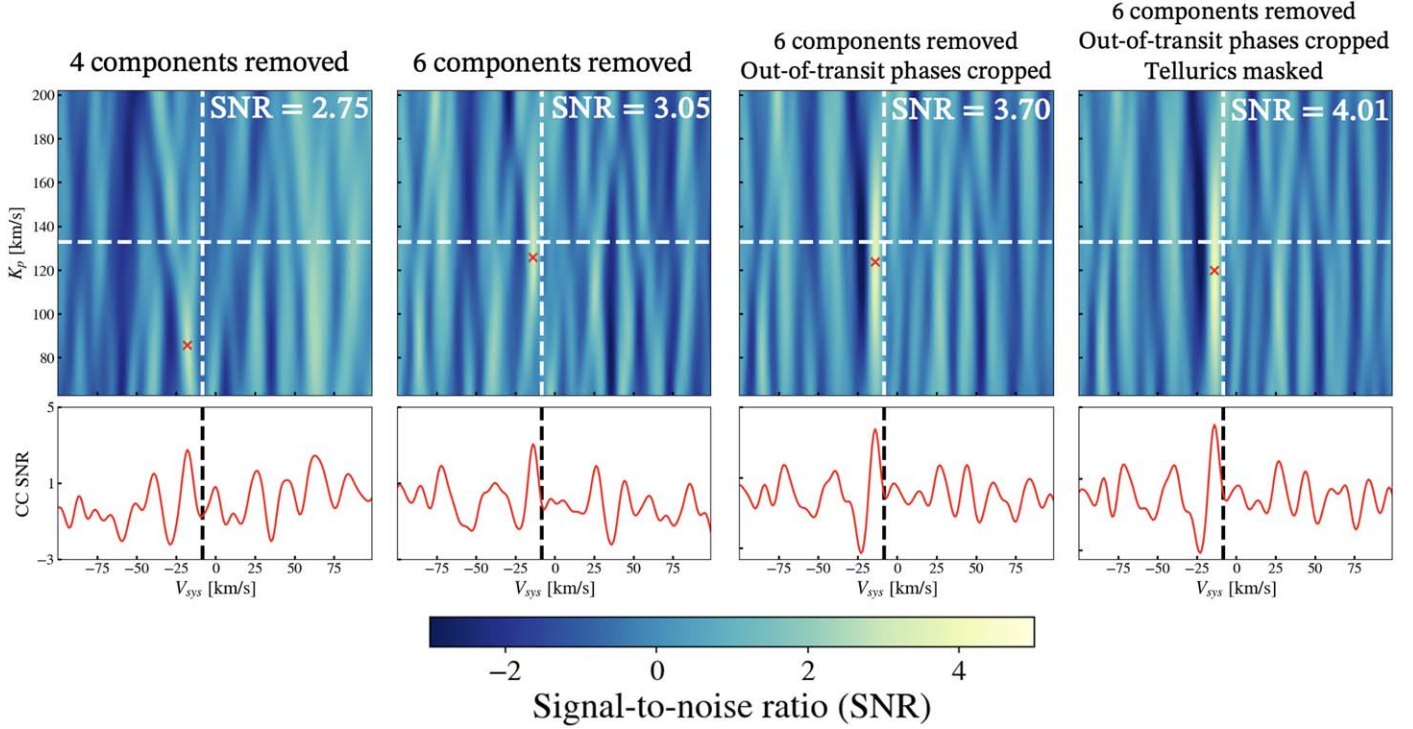 4 components removed
6 components removed
6 components removed
Out-of-transit phases cropped
6 components removed
Out-of-transit phases cropped
Tellurics masked
SNR = 2.75
SNR = 3.05
SNR = 3.70
SNR = 4.01
200
180
160
140
120
100
80
K_p [km/s]
5
1
−3
CC SNR
−75 −50 −25 0 25 50 75
−75 −50 −25 0 25 50 75
−75 −50 −25 0 25 50 75
−75 −50 −25 0 25 50 75
V_sys [km/s]
V_sys [km/s]
V_sys [km/s]
V_sys [km/s]
−2 0 2 4
Signal-to-noise ratio (SNR)